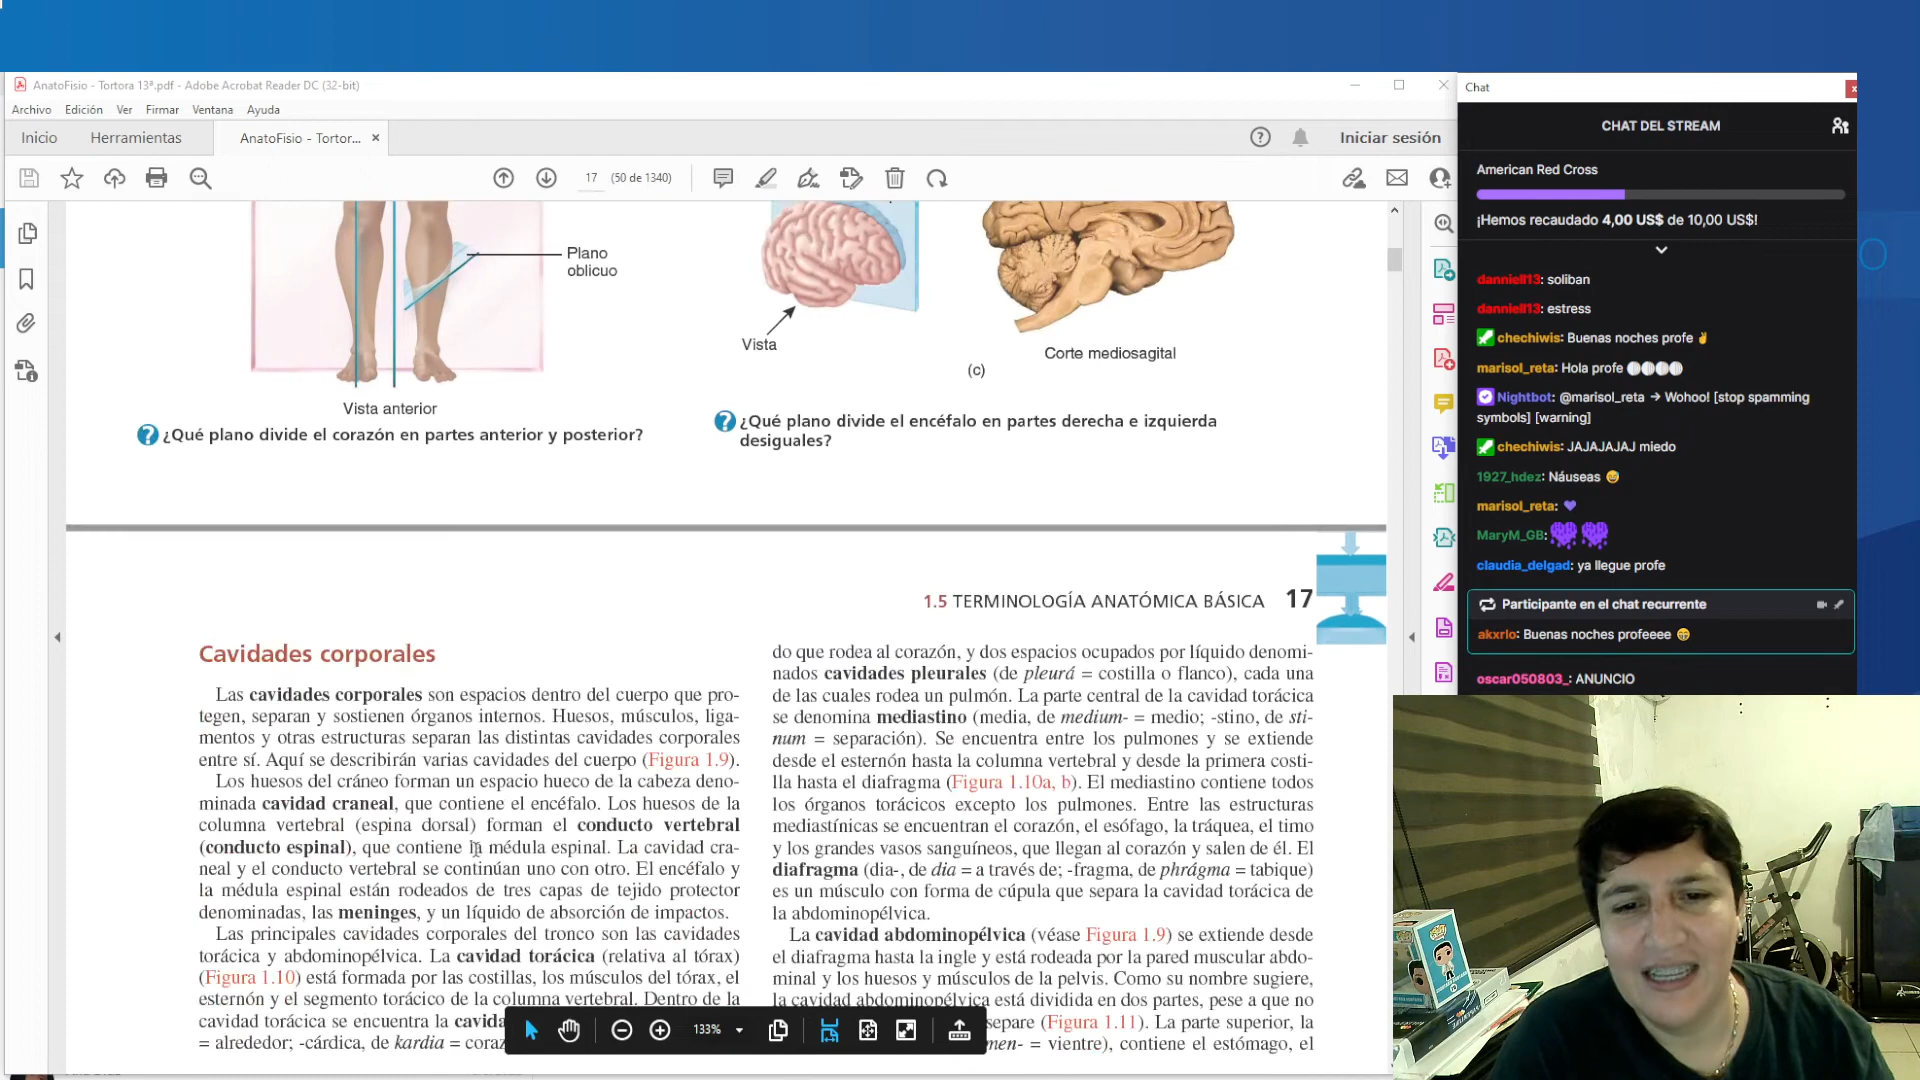 AnatoFisio - Tortora 13ª.pdf - Adobe Acrobat Reader DC (32-bit)
Archivo Edición Ver Firmar Ventana Ayuda
Inicio Herramientas AnatoFisio - Tortor... ×
Iniciar sesión
17 (50 de 1340)
Plano
oblicuo
Vista
Corte mediosagital
(c)
Vista anterior
¿Qué plano divide el corazón en partes anterior y posterior?
¿Qué plano divide el encéfalo en partes derecha e izquierda
desiguales?
1.5 TERMINOLOGÍA ANATÓMICA BÁSICA 17
Cavidades corporales
Las cavidades corporales son espacios dentro del cuerpo que pro-
tegen, separan y sostienen órganos internos. Huesos, músculos, liga-
mentos y otras estructuras separan las distintas cavidades corporales
entre sí. Aquí se describirán varias cavidades del cuerpo (Figura 1.9).
Los huesos del cráneo forman un espacio hueco de la cabeza deno-
minada cavidad craneal, que contiene el encéfalo. Los huesos de la
columna vertebral (espina dorsal) forman el conducto vertebral
(conducto espinal), que contiene la médula espinal. La cavidad cra-
neal y el conducto vertebral se continúan uno con otro. El encéfalo y
la médula espinal están rodeados de tres capas de tejido protector
denominadas, las meninges, y un líquido de absorción de impactos.
Las principales cavidades corporales del tronco son las cavidades
torácica y abdominopélvica. La cavidad torácica (relativa al tórax)
(Figura 1.10) está formada por las costillas, los músculos del tórax, el
esternón y el segmento torácico de la columna vertebral. Dentro de la
cavidad torácica se encuentra la
= alrededor; -cárdica, de kardia =
do que rodea al corazón, y dos espacios ocupados por líquido denomi-
nados cavidades pleurales (de pleurá = costilla o flanco), cada una
de las cuales rodea un pulmón. La parte central de la cavidad torácica
se denomina mediastino (media, de medium- = medio; -stino, de sti-
num = separación). Se encuentra entre los pulmones y se extiende
desde el esternón hasta la columna vertebral y desde la primera costi-
lla hasta el diafragma (Figura 1.10a, b). El mediastino contiene todos
los órganos torácicos excepto los pulmones. Entre las estructuras
mediastínicas se encuentran el corazón, el esófago, la tráquea, el timo
y los grandes vasos sanguíneos, que llegan al corazón y salen de él. El
diafragma (dia-, de dia = a través de; -fragma, de phrágma = tabique)
es un músculo con forma de cúpula que separa la cavidad torácica de
la abdominopélvica.
La cavidad abdominopélvica (véase Figura 1.9) se extiende desde
el diafragma hasta la ingle y está rodeada por la pared muscular abdo-
minal y los huesos y músculos de la pelvis. Como su nombre sugiere,
la cavidad abdominopélvica está dividida en dos partes, pese a que no
separe (Figura 1.11). La parte superior, la
men- = vientre), contiene el estómago, el
133%
Chat
CHAT DEL STREAM
American Red Cross
¡Hemos recaudado 4,00 US$ de 10,00 US$!
danniell13: soliban
danniell13: estress
chechiwis: Buenas noches profe
marisol_reta: Hola profe
Nightbot: @marisol_reta → Wohoo! [stop spamming
symbols] [warning]
chechiwis: JAJAJAJAJ miedo
1927_hdez: Náuseas 😅
marisol_reta: 💜
MaryM_GB:
claudia_delgad: ya llegue profe
Participante en el chat recurrente
akxrlo: Buenas noches profeeee 😁
oscar050803_: ANUNCIO